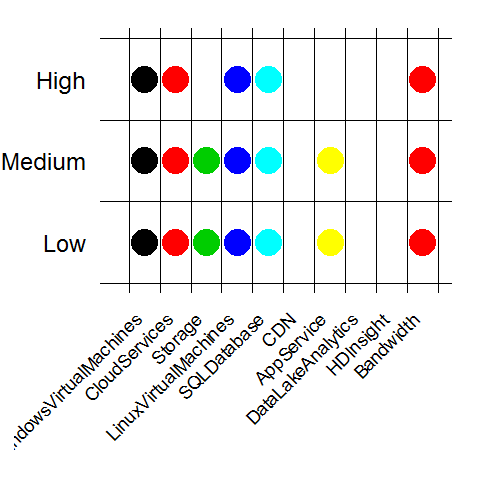 High
Medium
Low
ndowsVirtualMachines
CloudServices
Storage
LinuxVirtualMachines
SQLDatabase
CDN
AppService
DataLakeAnalytics
HDInsight
Bandwidth